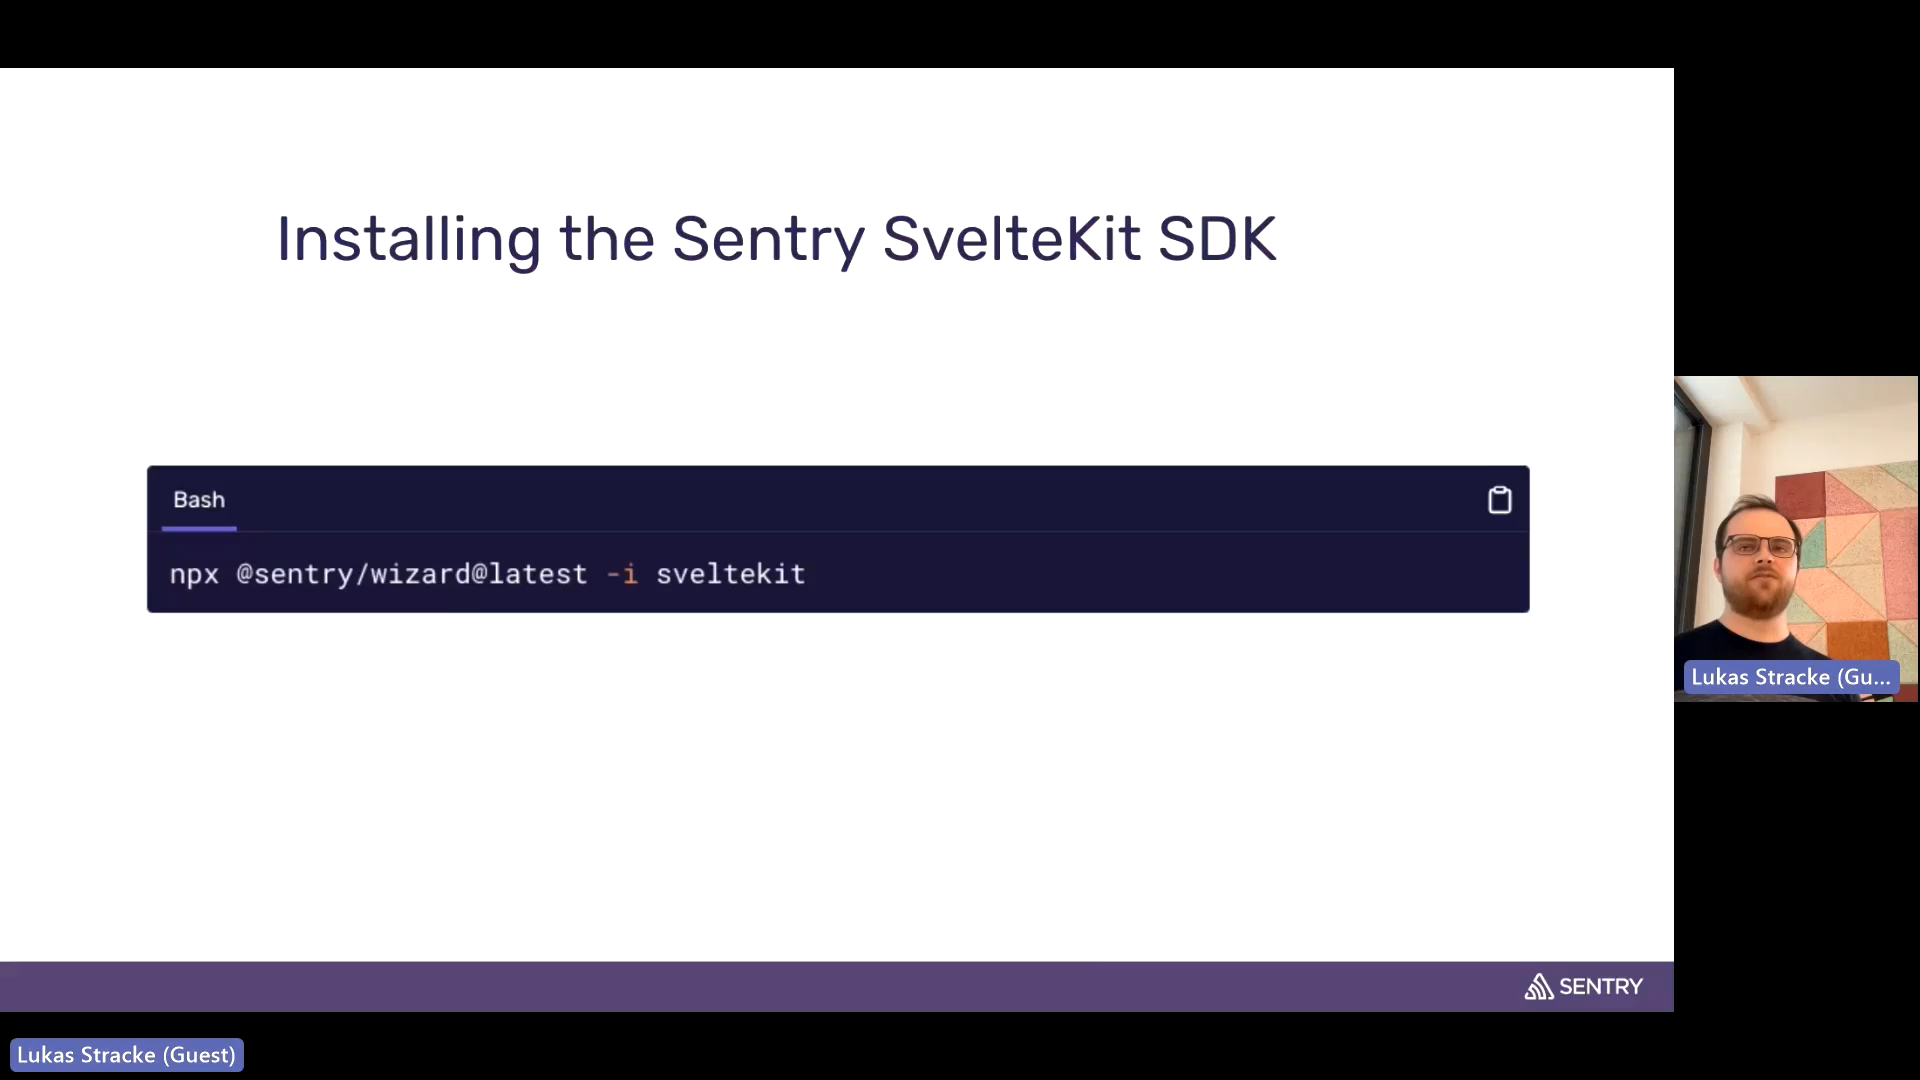 Installing the Sentry SvelteKit SDK
Bash
npx @sentry/wizard@latest -i sveltekit
Lukas Stracke (Gu...
SENTRY
Lukas Stracke (Guest)